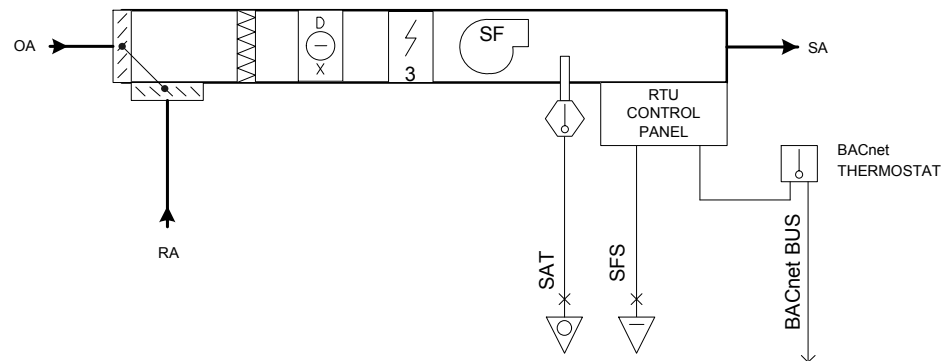 D
SF
OA
SA
X
3
RTU
CONTROL
PANEL
BACnet
THERMOSTAT
RA
SAT
SFS
BACnet BUS